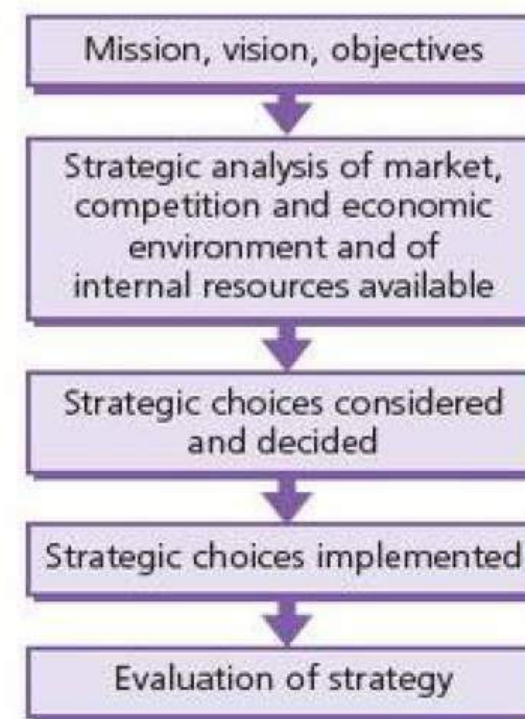 Mission, vision, objectives
Strategic analysis of market,
competition and economic
environment and of
internal resources available
Strategic choices considered
and decided
Strategic choices implemented
Evaluation of strategy